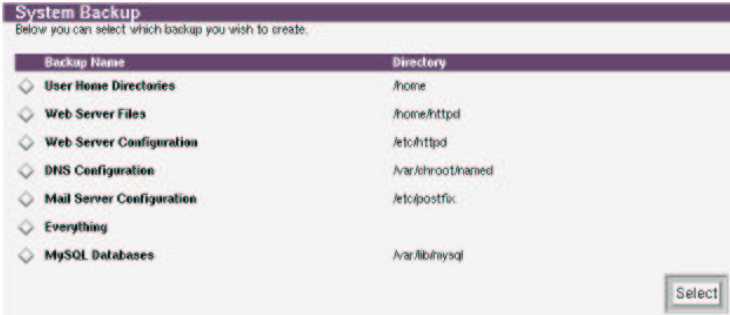 System Backup
Below you can select which backup you wish to create.
Backup Name Directory
User Home Directories /home
Web Server Files /home/httpd
Web Server Configuration /etc/httpd
DNS Configuration /var/chroot/named
Mail Server Configuration /etc/postfix
Everything
MySQL Databases /var/lib/mysql
Select